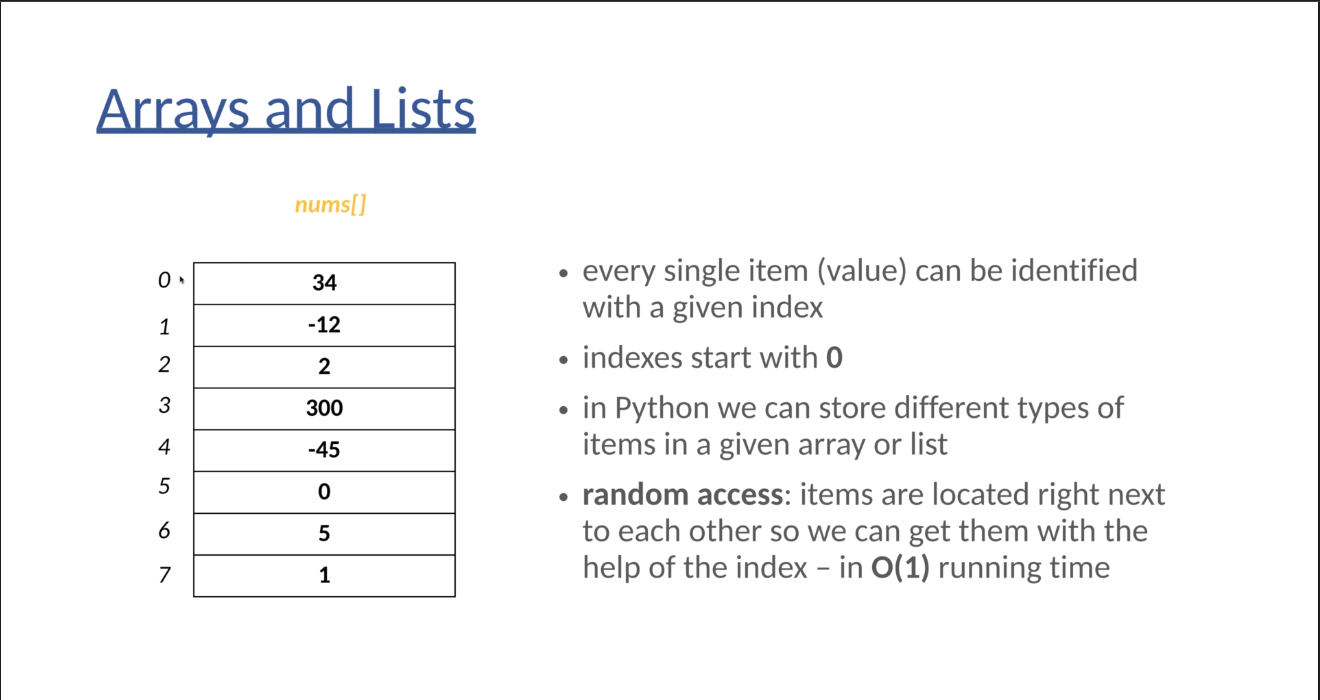 Arrays and Lists
nums[]
0 34
1 -12
2 2
3 300
4 -45
5 0
6 5
7 1
• every single item (value) can be identified
with a given index
• indexes start with 0
• in Python we can store different types of
items in a given array or list
• random access: items are located right next
to each other so we can get them with the
help of the index – in O(1) running time